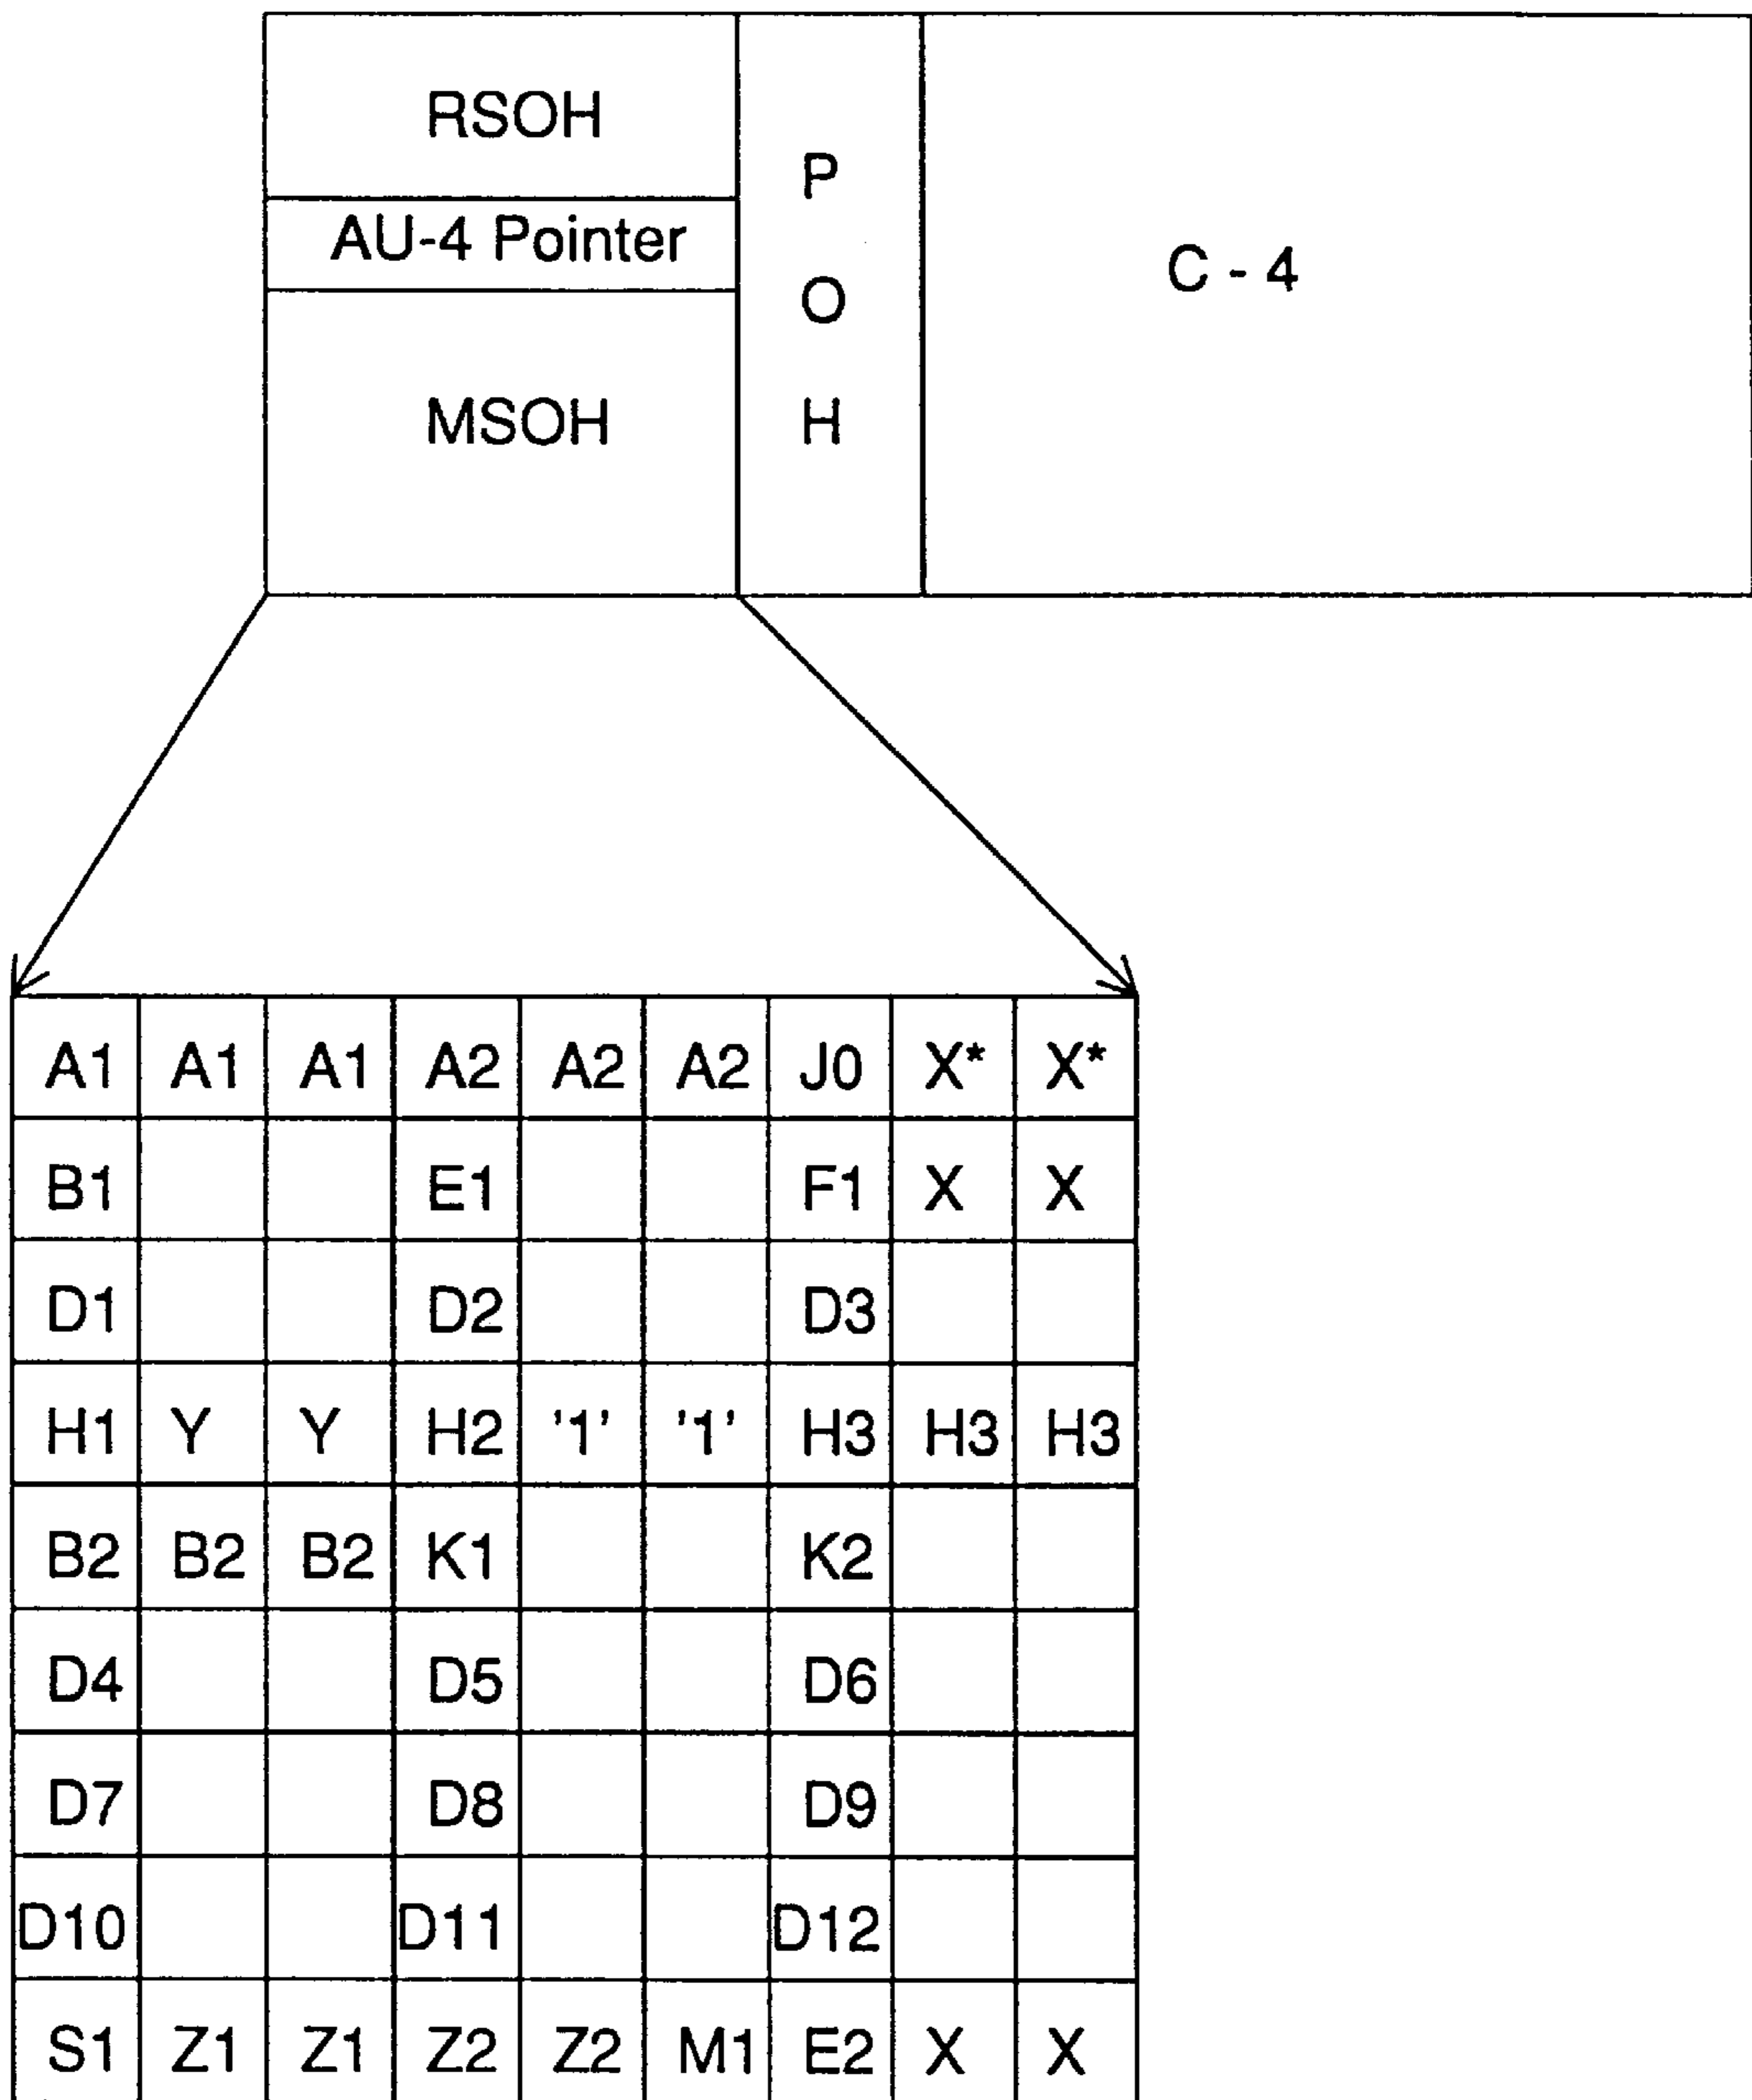 RSOH
AU-4 Pointer
MSOH
P
O
H
C - 4
A1 A1 A1 A2 A2 A2 J0 X* X*
B1 E1 F1 X X
D1 D2 D3
H1 Y Y H2 '1' '1' H3 H3 H3
B2 B2 B2 K1 K2
D4 D5 D6
D7 D8 D9
D10 D11 D12
S1 Z1 Z1 Z2 Z2 M1 E2 X X